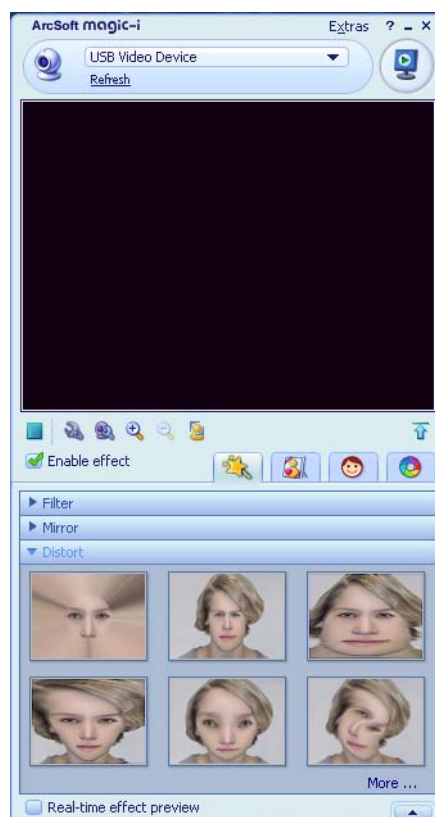 ArcSoft magic-i Extras ? – ×
USB Video Device
Refresh
Enable effect
Filter
Mirror
Distort
More ...
Real-time effect preview